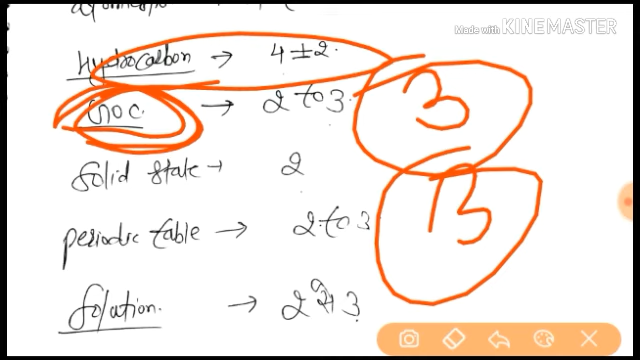 Made with KINEMASTER
Hydrocarbon → 4 ± 2.
GOC → 2 to 3. 3
Solid state → 2
periodic table → 2 to 3 B
Solution. → 2 से 3.